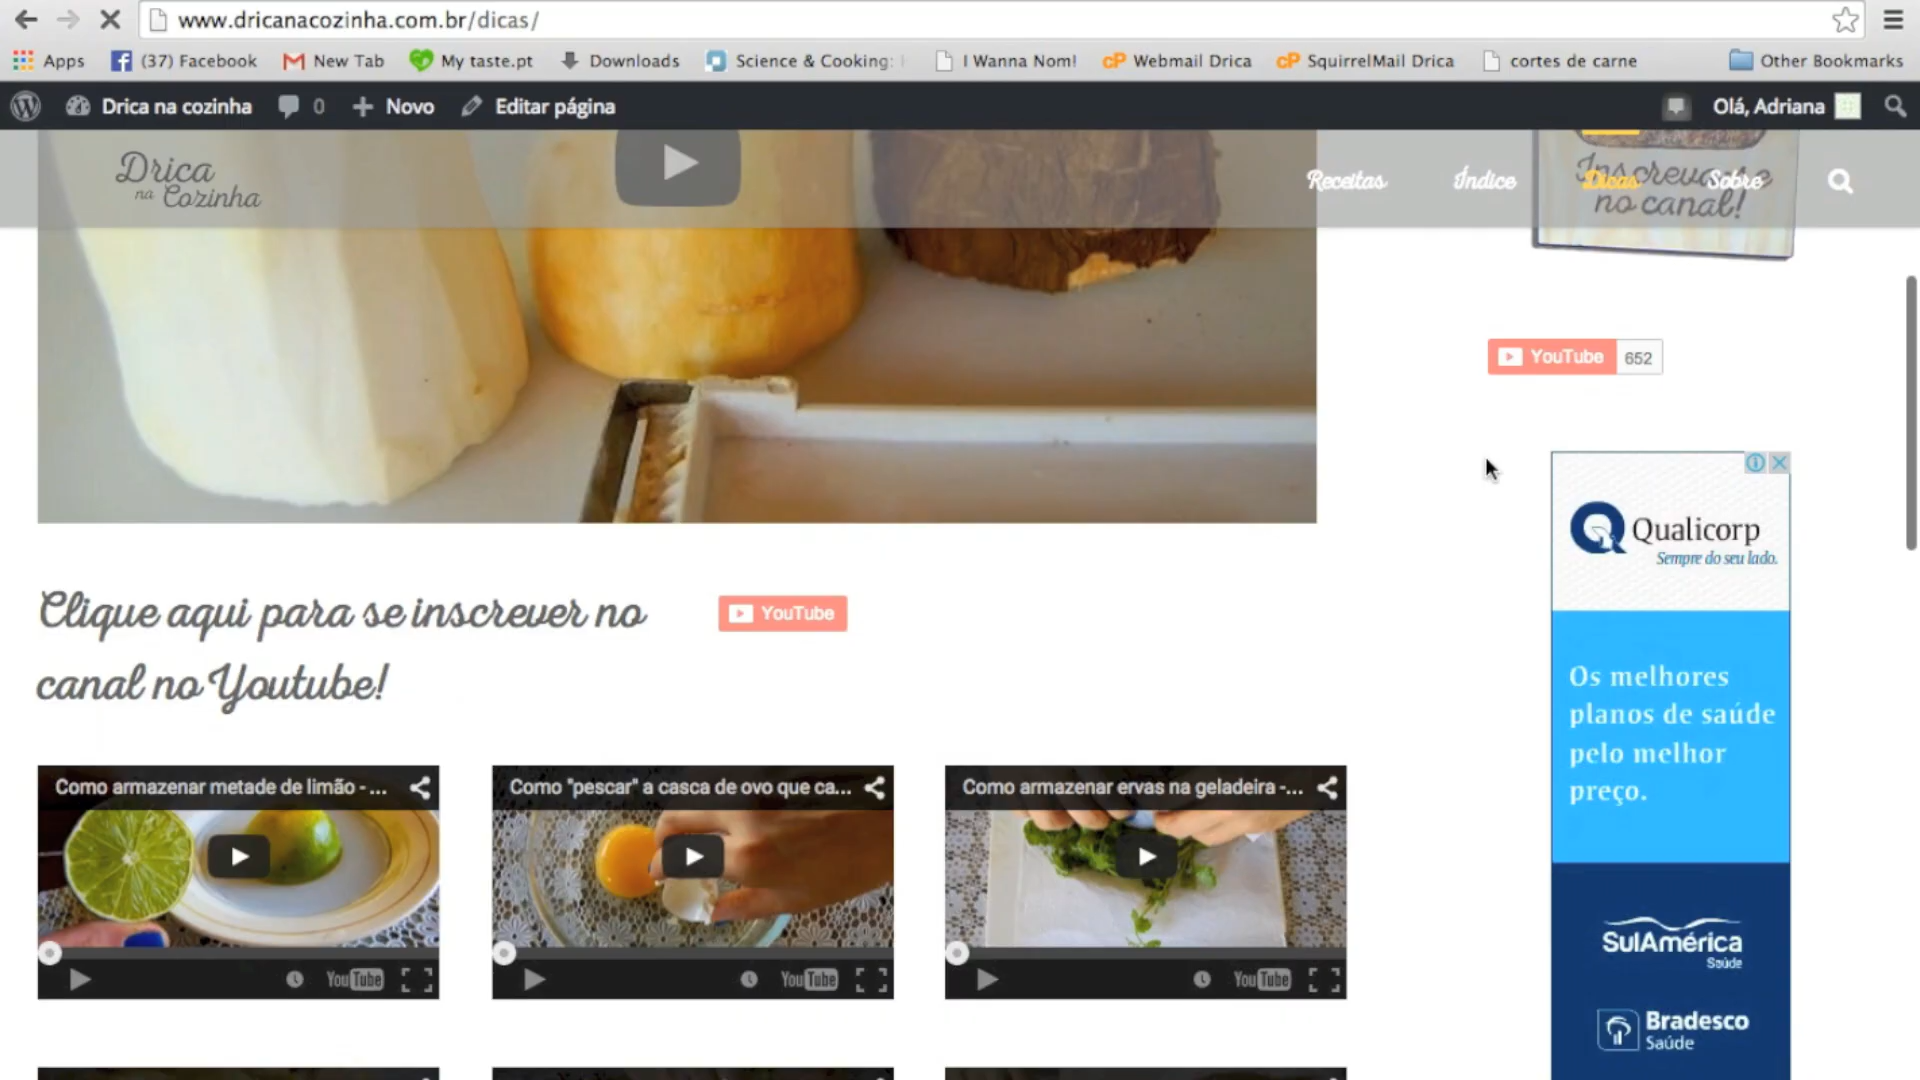 www.dricanacozinha.com.br/dicas/
Apps (37) Facebook New Tab My taste.pt Downloads Science & Cooking: I Wanna Nom! Webmail Drica SquirrelMail Drica cortes de carne Other Bookmarks
Drica na cozinha 0 Novo Editar página Olá, Adriana
Drica
na Cozinha
Receitas Índice Dicas Sobre
Inscreva-se
no canal!
YouTube 652
Qualicorp
Sempre do seu lado.
Os melhores
planos de saúde
pelo melhor
preço.
SulAmérica
Saúde
Bradesco
Saúde
Clique aqui para se inscrever no
canal no Youtube!
YouTube
Como armazenar metade de limão - ...
Como "pescar" a casca de ovo que ca...
Como armazenar ervas na geladeira -...
YouTube
YouTube
YouTube